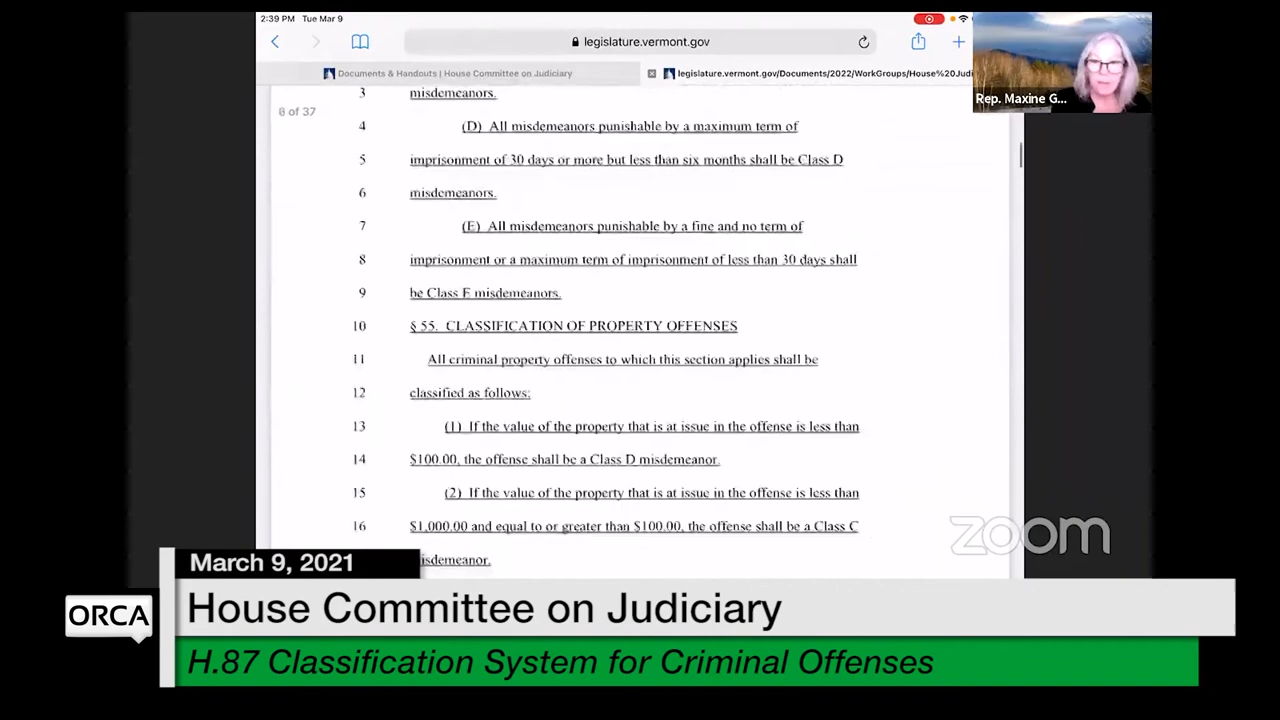 2:39 PM Tue Mar 9
legislature.vermont.gov
Documents & Handouts | House Committee on Judiciary
legislature.vermont.gov/Documents/2022/WorkGroups/House%20Judi
Rep. Maxine G...
of 37
3 misdemeanors.
4 (D) All misdemeanors punishable by a maximum term of
5 imprisonment of 30 days or more but less than six months shall be Class D
6 misdemeanors.
7 (E) All misdemeanors punishable by a fine and no term of
8 imprisonment or a maximum term of imprisonment of less than 30 days shall
9 be Class E misdemeanors.
10 § 55. CLASSIFICATION OF PROPERTY OFFENSES
11 All criminal property offenses to which this section applies shall be
12 classified as follows:
13 (1) If the value of the property that is at issue in the offense is less than
14 $100.00, the offense shall be a Class D misdemeanor.
15 (2) If the value of the property that is at issue in the offense is less than
16 $1,000.00 and equal to or greater than $100.00, the offense shall be a Class C
isdemeanor.
zoom
March 9, 2021
ORCA
House Committee on Judiciary
H.87 Classification System for Criminal Offenses